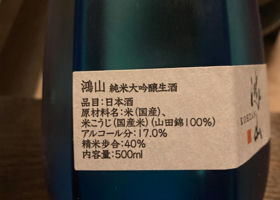 鴻山 純米大吟醸生酒
品目:日本酒
原材料名:米(国産)、
米こうじ(国産米)(山田錦100%)
アルコール分:17.0%
精米歩合:40%
内容量:500ml